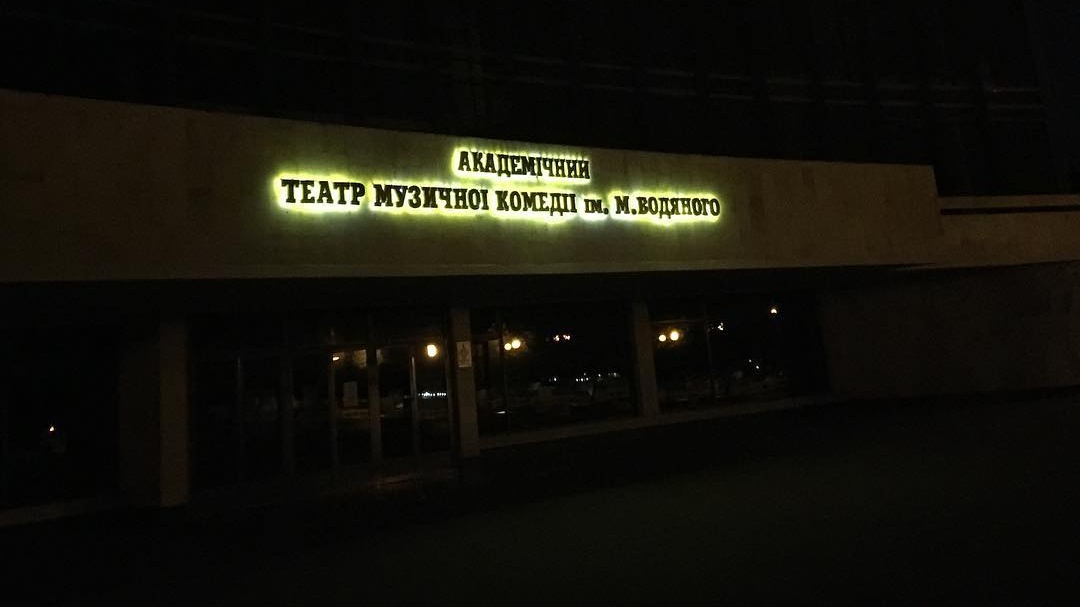 АКАДЕМІЧНИЙ
ТЕАТР МУЗИЧНОЇ КОМЕДІЇ ІМ. М.ВОДЯНОГО